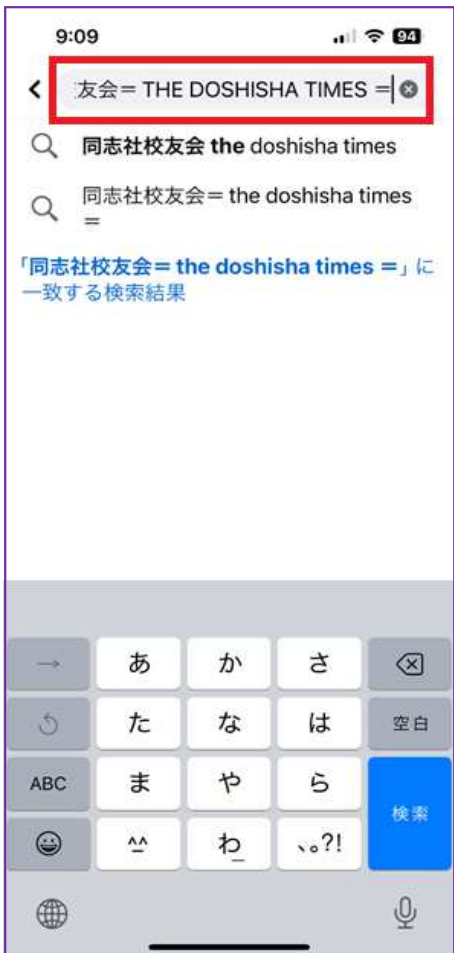 9:09
94
友会＝ THE DOSHISHA TIMES ＝
同志社校友会 the doshisha times
同志社校友会＝ the doshisha times
＝
「同志社校友会＝ the doshisha times ＝」に
一致する検索結果
→ あ か さ
た な は 空白
ABC ま や ら
検索
^^ わ_ 、。?!